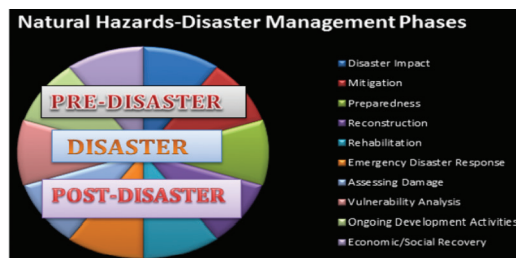 Natural Hazards-Disaster Management Phases
PRE-DISASTER
DISASTER
POST-DISASTER
Disaster Impact
Mitigation
Preparedness
Reconstruction
Rehabilitation
Emergency Disaster Response
Assessing Damage
Vulnerability Analysis
Ongoing Development Activities
Economic/Social Recovery